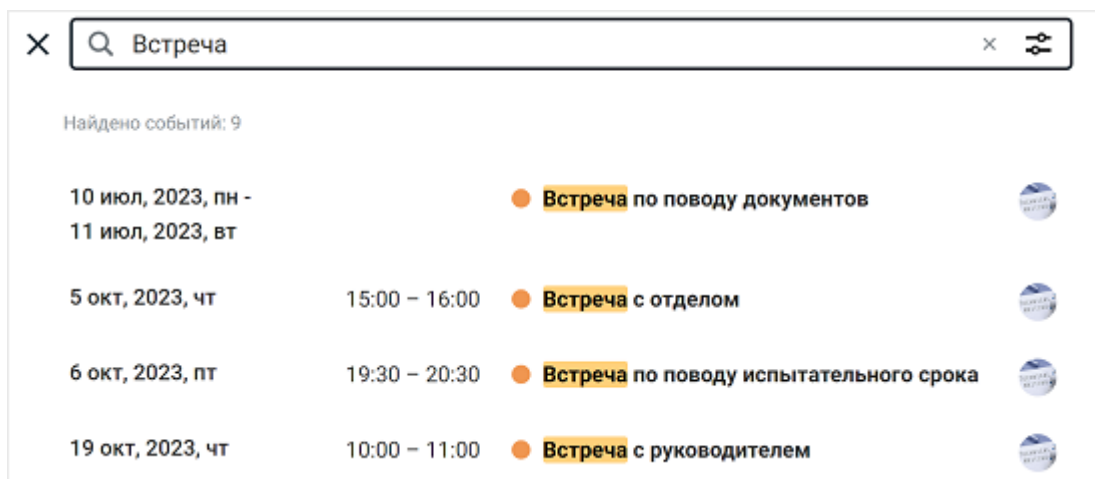 Встреча
Найдено событий: 9
10 июл, 2023, пн -
11 июл, 2023, вт
Встреча по поводу документов
5 окт, 2023, чт 15:00 – 16:00 Встреча с отделом
6 окт, 2023, пт 19:30 – 20:30 Встреча по поводу испытательного срока
19 окт, 2023, чт 10:00 – 11:00 Встреча с руководителем